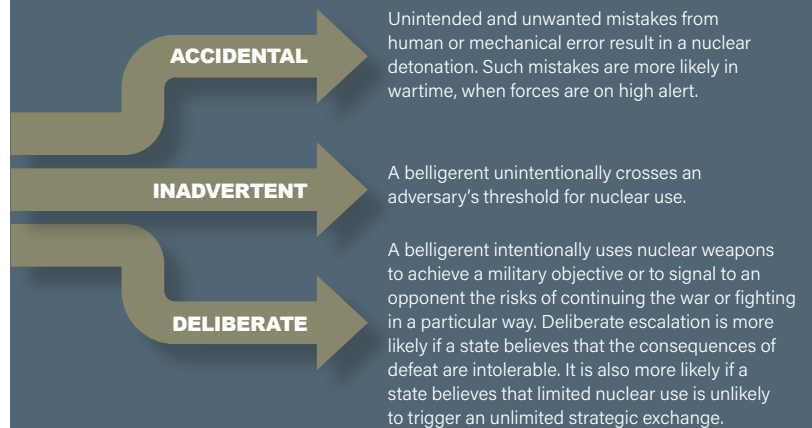 ACCIDENTAL
Unintended and unwanted mistakes from
human or mechanical error result in a nuclear
detonation. Such mistakes are more likely in
wartime, when forces are on high alert.
INADVERTENT
A belligerent unintentionally crosses an
adversary’s threshold for nuclear use.
DELIBERATE
A belligerent intentionally uses nuclear weapons
to achieve a military objective or to signal to an
opponent the risks of continuing the war or fighting
in a particular way. Deliberate escalation is more
likely if a state believes that the consequences of
defeat are intolerable. It is also more likely if a
state believes that limited nuclear use is unlikely
to trigger an unlimited strategic exchange.